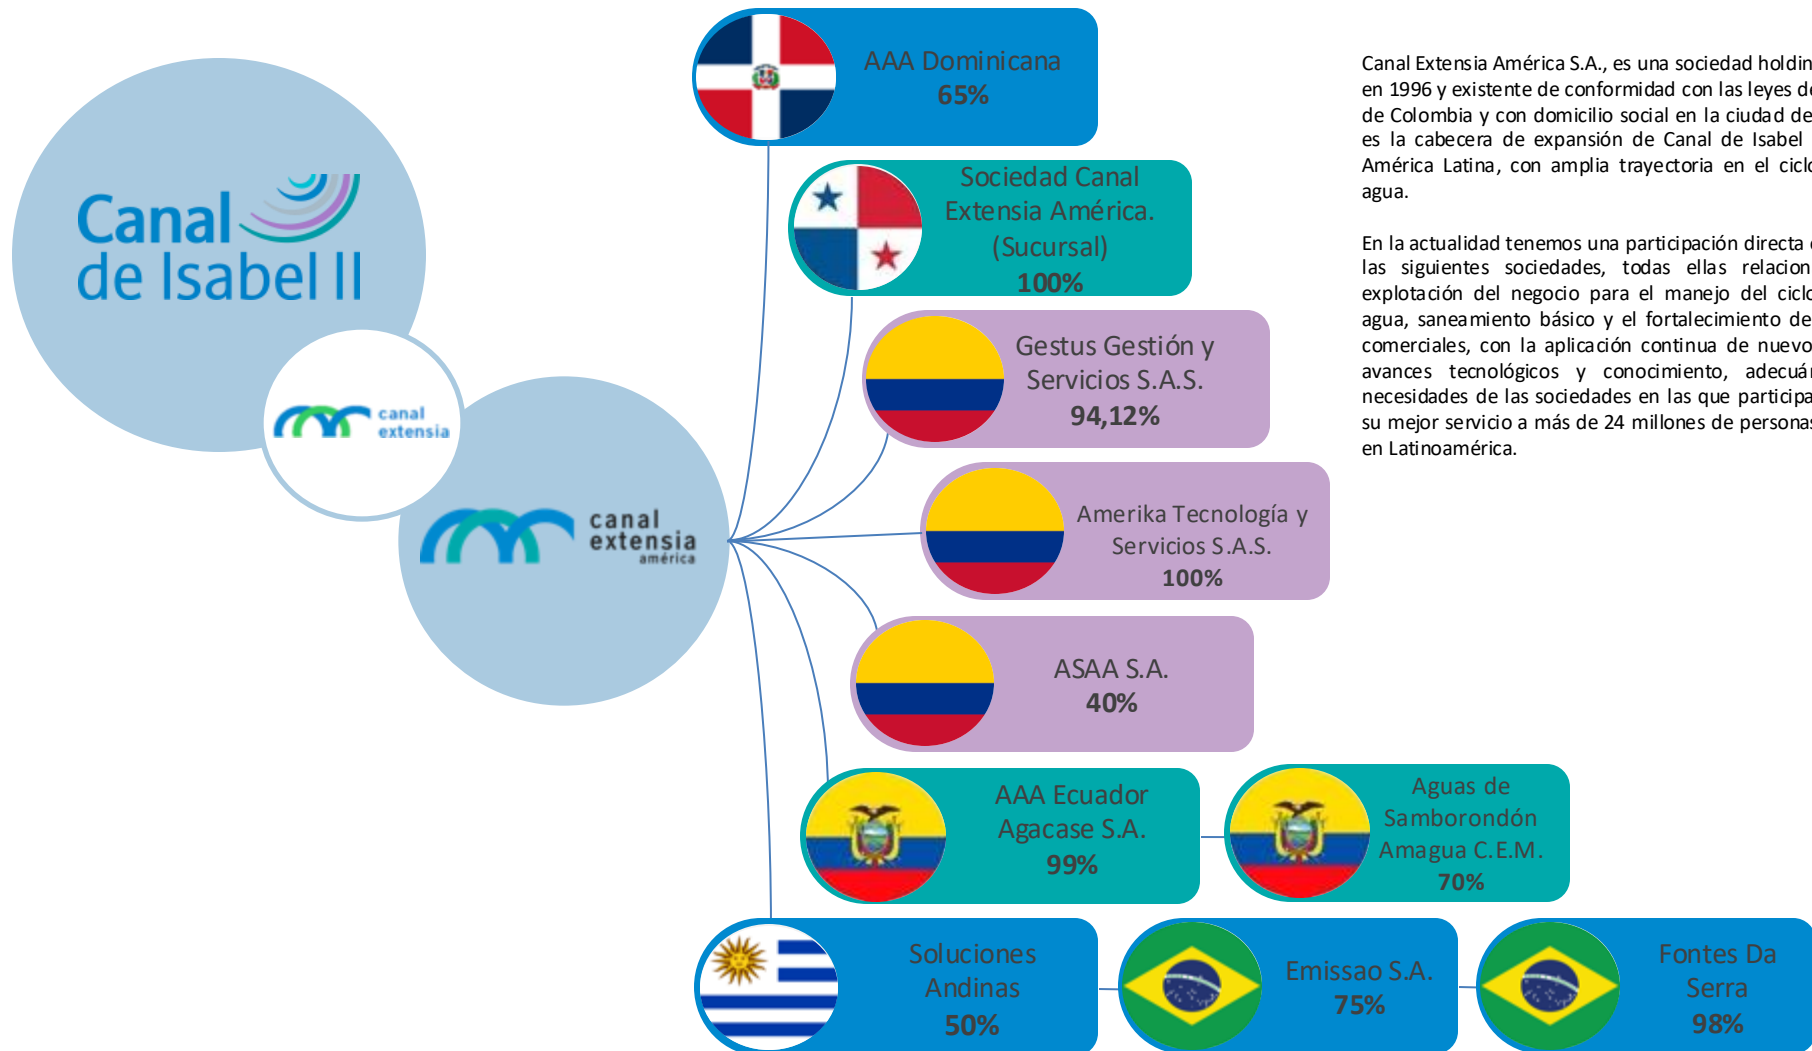 Canal
de Isabel II
canal
extensia
canal
extensia
américa
AAA Dominicana
65%
Sociedad Canal
Extensia América.
(Sucursal)
100%
Gestus Gestión y
Servicios S.A.S.
94,12%
Amerika Tecnología y
Servicios S.A.S.
100%
ASAA S.A.
40%
AAA Ecuador
Agacase S.A.
99%
Aguas de
Samborondón
Amagua C.E.M.
70%
Soluciones
Andinas
50%
Emissao S.A.
75%
Fontes Da
Serra
98%
Canal Extensia América S.A., es una sociedad holdin
en 1996 y existente de conformidad con las leyes de
de Colombia y con domicilio social en la ciudad de
es la cabecera de expansión de Canal de Isabel
América Latina, con amplia trayectoria en el ciclo
agua.
En la actualidad tenemos una participación directa
las siguientes sociedades, todas ellas relacion
explotación del negocio para el manejo del ciclo
agua, saneamiento básico y el fortalecimiento de
comerciales, con la aplicación continua de nuevo
avances tecnológicos y conocimiento, adecuán
necesidades de las sociedades en las que participa
su mejor servicio a más de 24 millones de personas
en Latinoamérica.